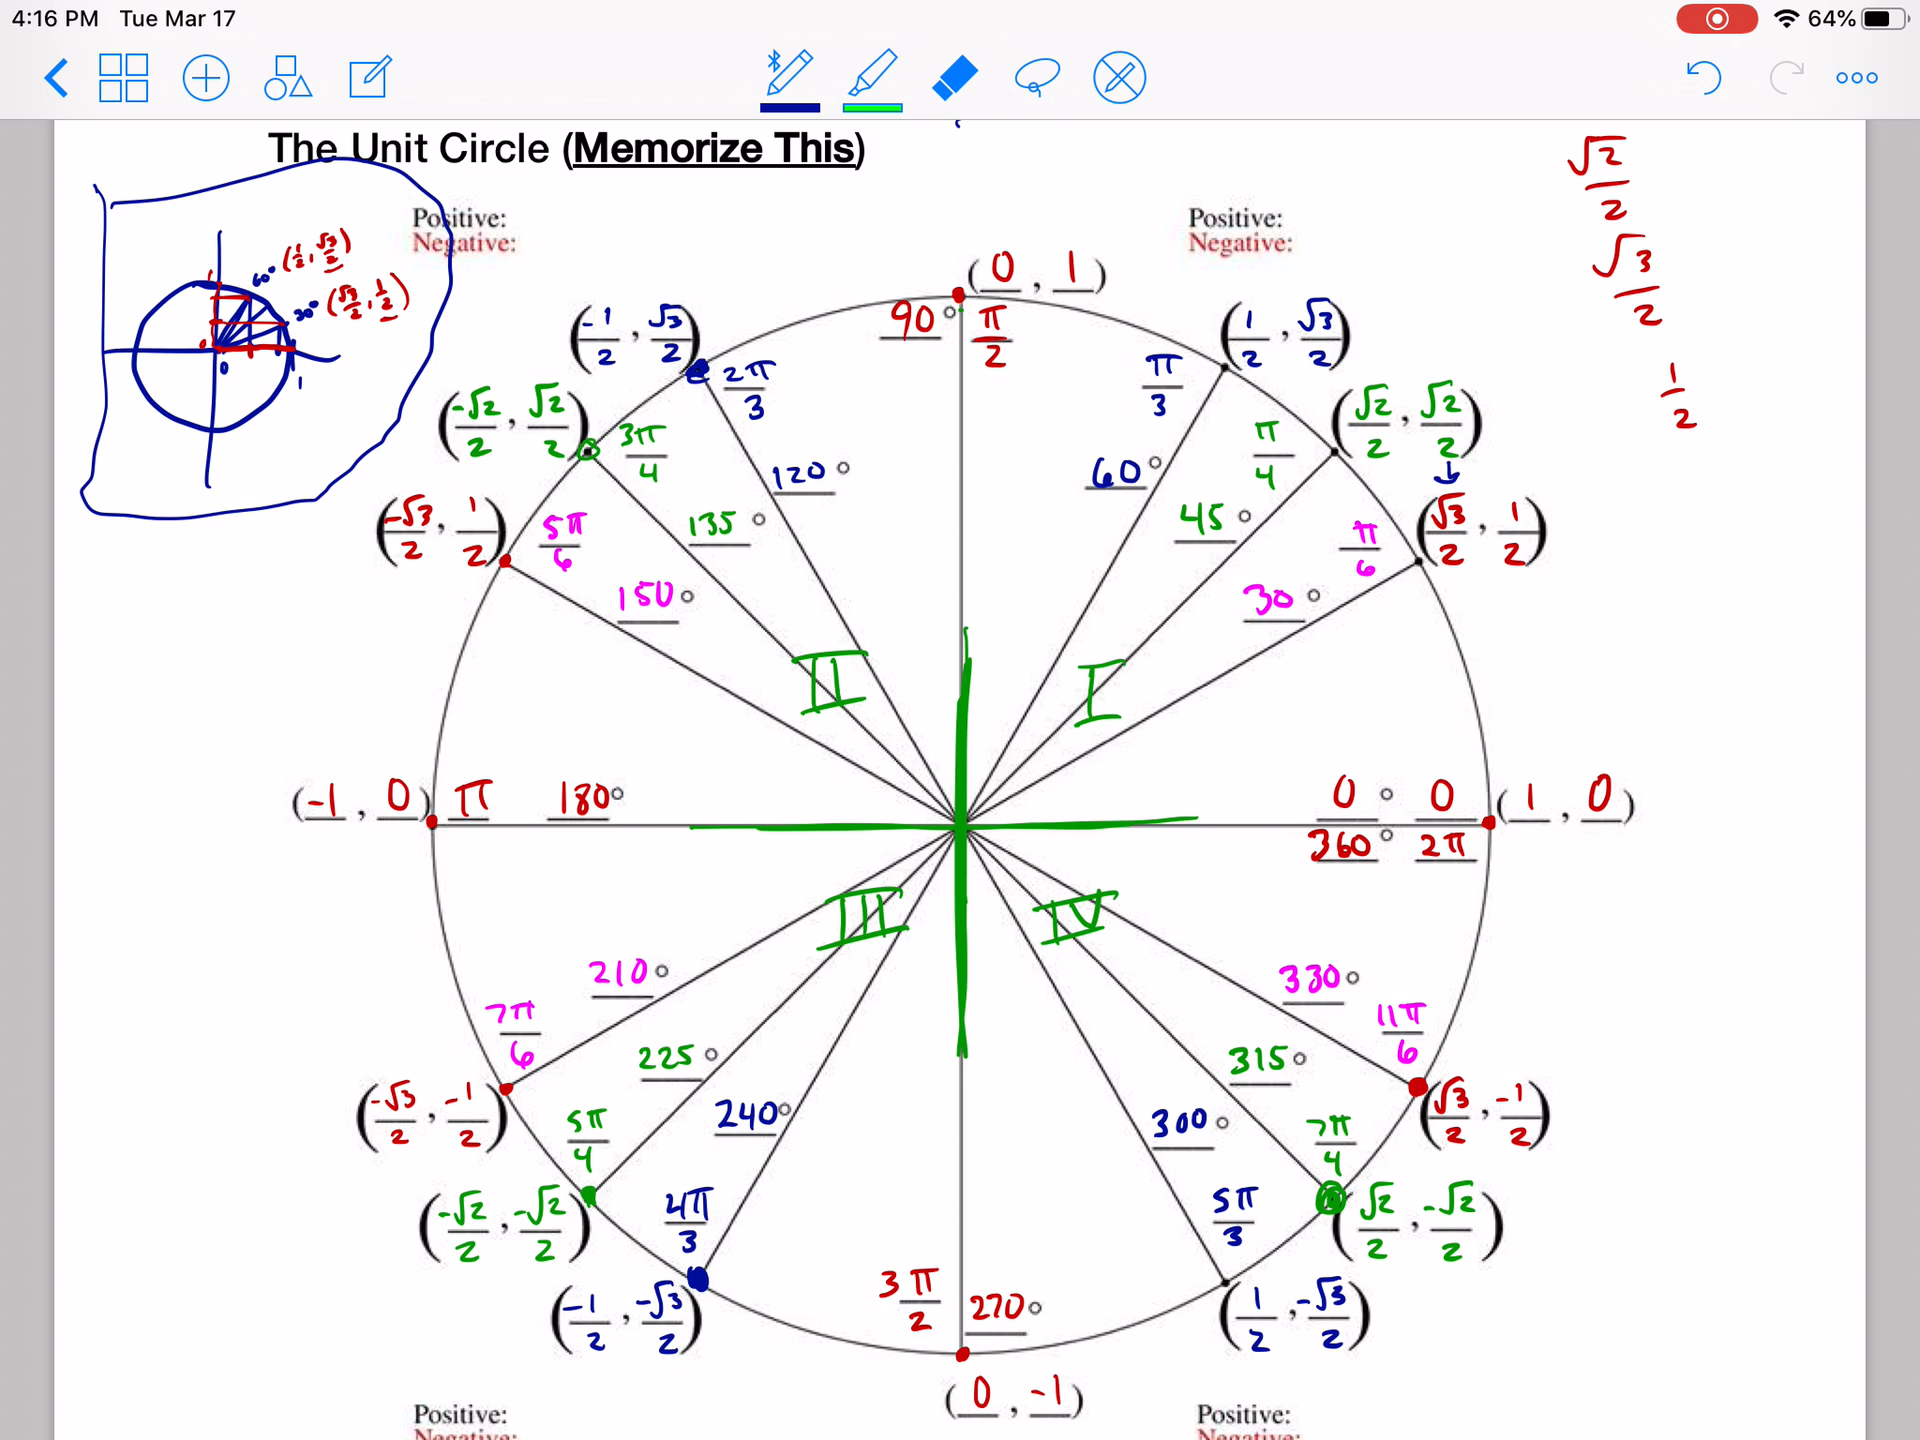 4:16 PM Tue Mar 17
64%
The Unit Circle (Memorize This)
√2/2
√3/2
1/2
Positive:
Negative:
Positive:
Negative:
60° (1/2, √3/2)
30° (√3/2, 1/2)
0
1
(0, 1)
90° π/2
(-1/2, √3/2)
2π/3
120°
(-√2/2, √2/2)
3π/4
135°
(-√3/2, 1/2)
5π/6
150°
(1/2, √3/2)
π/3
60°
(√2/2, √2/2)
π/4
45°
(√3/2, 1/2)
π/6
30°
II
I
(-1, 0) π 180°
0° 0 (1, 0)
360° 2π
III
IV
210°
7π/6
(-√3/2, -1/2)
225°
5π/4
(-√2/2, -√2/2)
240°
4π/3
(-1/2, -√3/2)
330°
11π/6
(√3/2, -1/2)
315°
7π/4
(√2/2, -√2/2)
300°
5π/3
(1/2, -√3/2)
3π/2 270°
(0, -1)
Positive:
Negative:
Positive:
Negative: